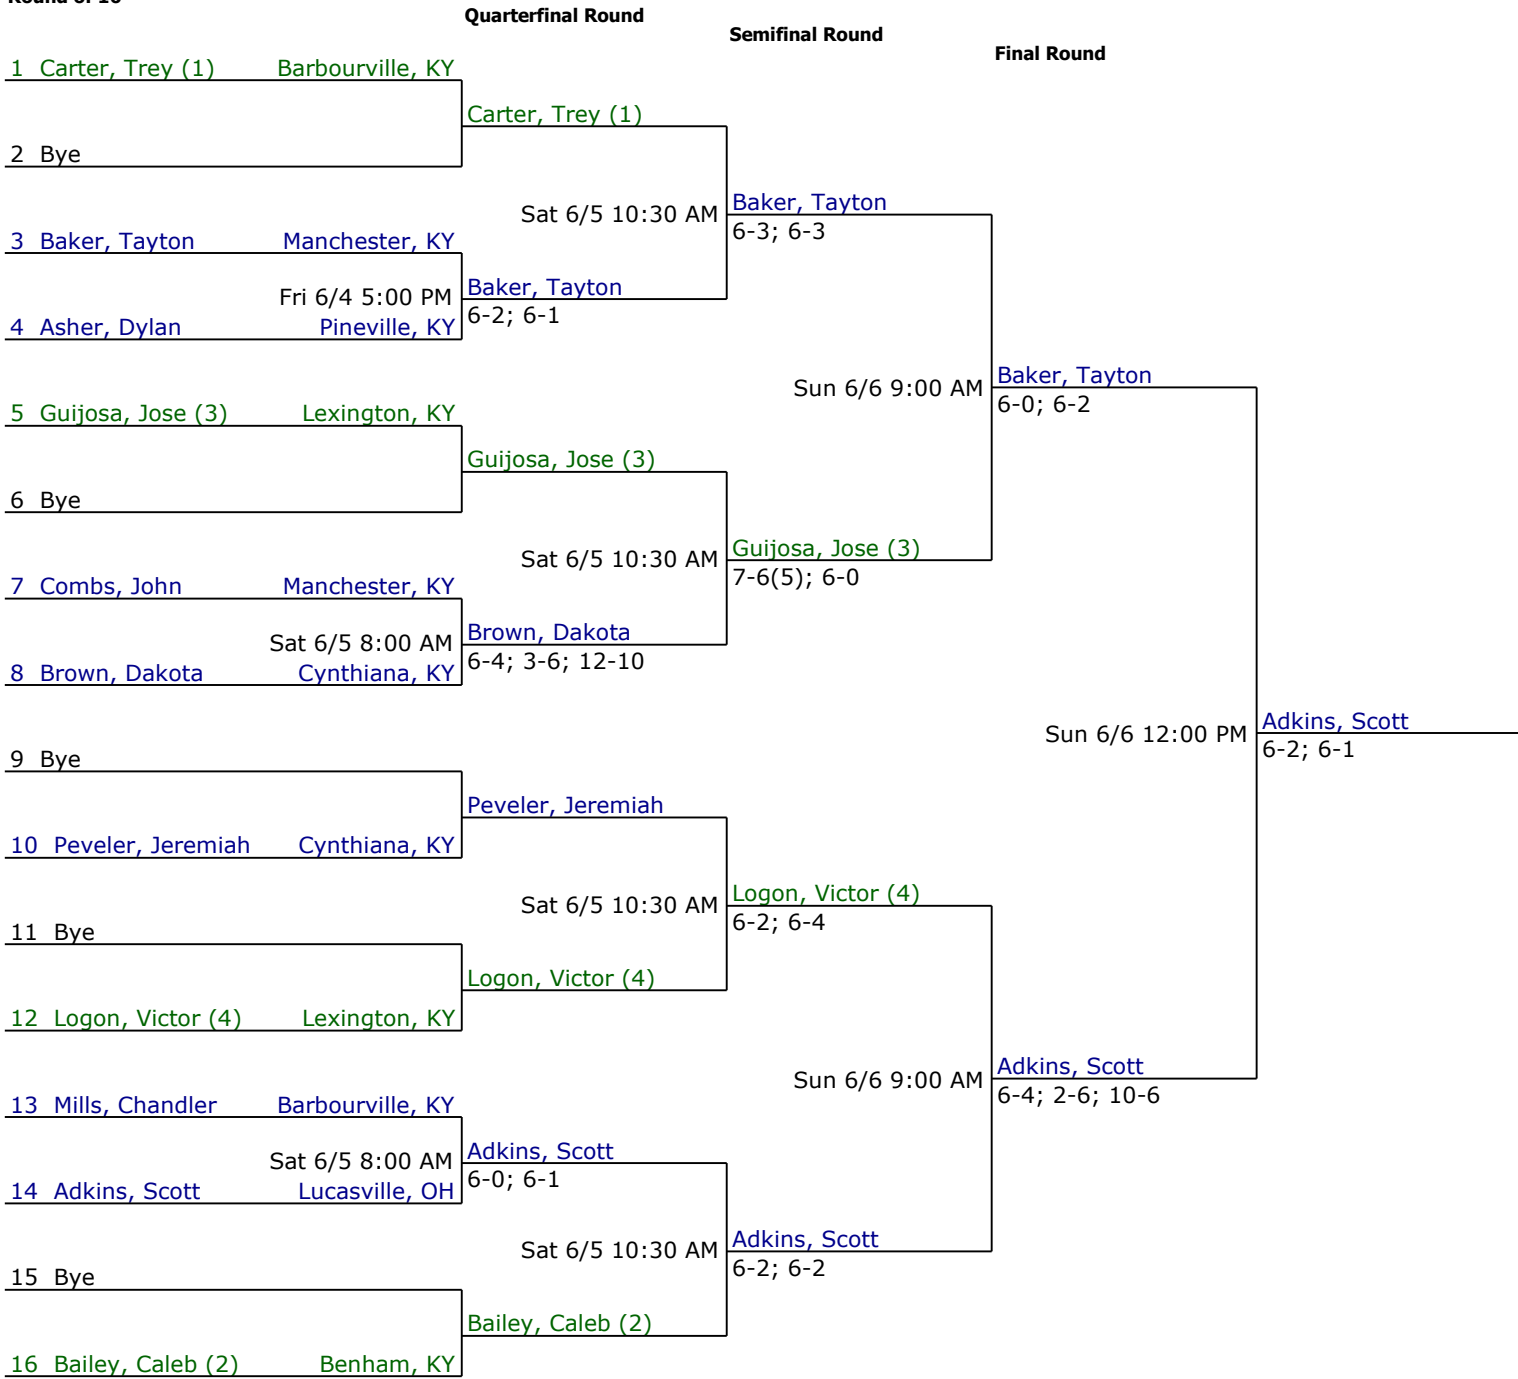 Round of 16
Quarterfinal Round
Semifinal Round
Final Round
1 Carter, Trey (1) Barbourville, KY
Carter, Trey (1)
2 Bye
Sat 6/5 10:30 AM
Baker, Tayton
6-3; 6-3
3 Baker, Tayton Manchester, KY
Fri 6/4 5:00 PM
Baker, Tayton
6-2; 6-1
4 Asher, Dylan Pineville, KY
Sun 6/6 9:00 AM
Baker, Tayton
6-0; 6-2
5 Guijosa, Jose (3) Lexington, KY
Guijosa, Jose (3)
6 Bye
Sat 6/5 10:30 AM
Guijosa, Jose (3)
7-6(5); 6-0
7 Combs, John Manchester, KY
Sat 6/5 8:00 AM
Brown, Dakota
6-4; 3-6; 12-10
8 Brown, Dakota Cynthiana, KY
Sun 6/6 12:00 PM
Adkins, Scott
6-2; 6-1
9 Bye
Peveler, Jeremiah
10 Peveler, Jeremiah Cynthiana, KY
Sat 6/5 10:30 AM
Logon, Victor (4)
6-2; 6-4
11 Bye
Logon, Victor (4)
12 Logon, Victor (4) Lexington, KY
Sun 6/6 9:00 AM
Adkins, Scott
6-4; 2-6; 10-6
13 Mills, Chandler Barbourville, KY
Sat 6/5 8:00 AM
Adkins, Scott
6-0; 6-1
14 Adkins, Scott Lucasville, OH
Sat 6/5 10:30 AM
Adkins, Scott
6-2; 6-2
15 Bye
Bailey, Caleb (2)
16 Bailey, Caleb (2) Benham, KY